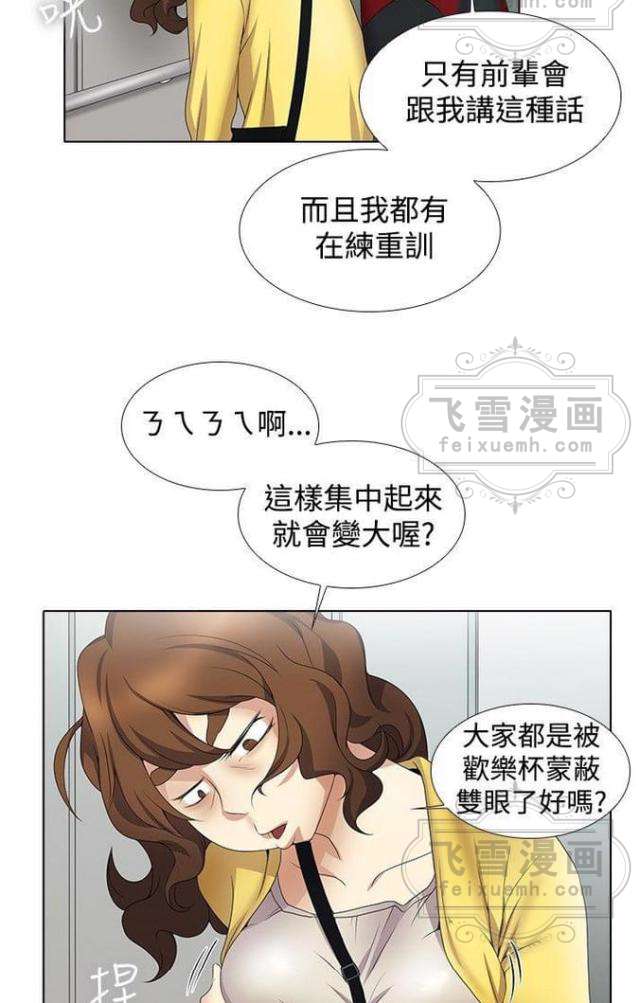 咣
只有前輩會
跟我講這種話
而且我都有
在練重訓
飞雪漫画
feixuemh.com
ㄋㄟㄋㄟ啊...
這樣集中起來
就會變大喔?
大家都是被
歡樂杯蒙蔽
雙眼了好嗎?
飞雪漫画
feixuemh.com
捏